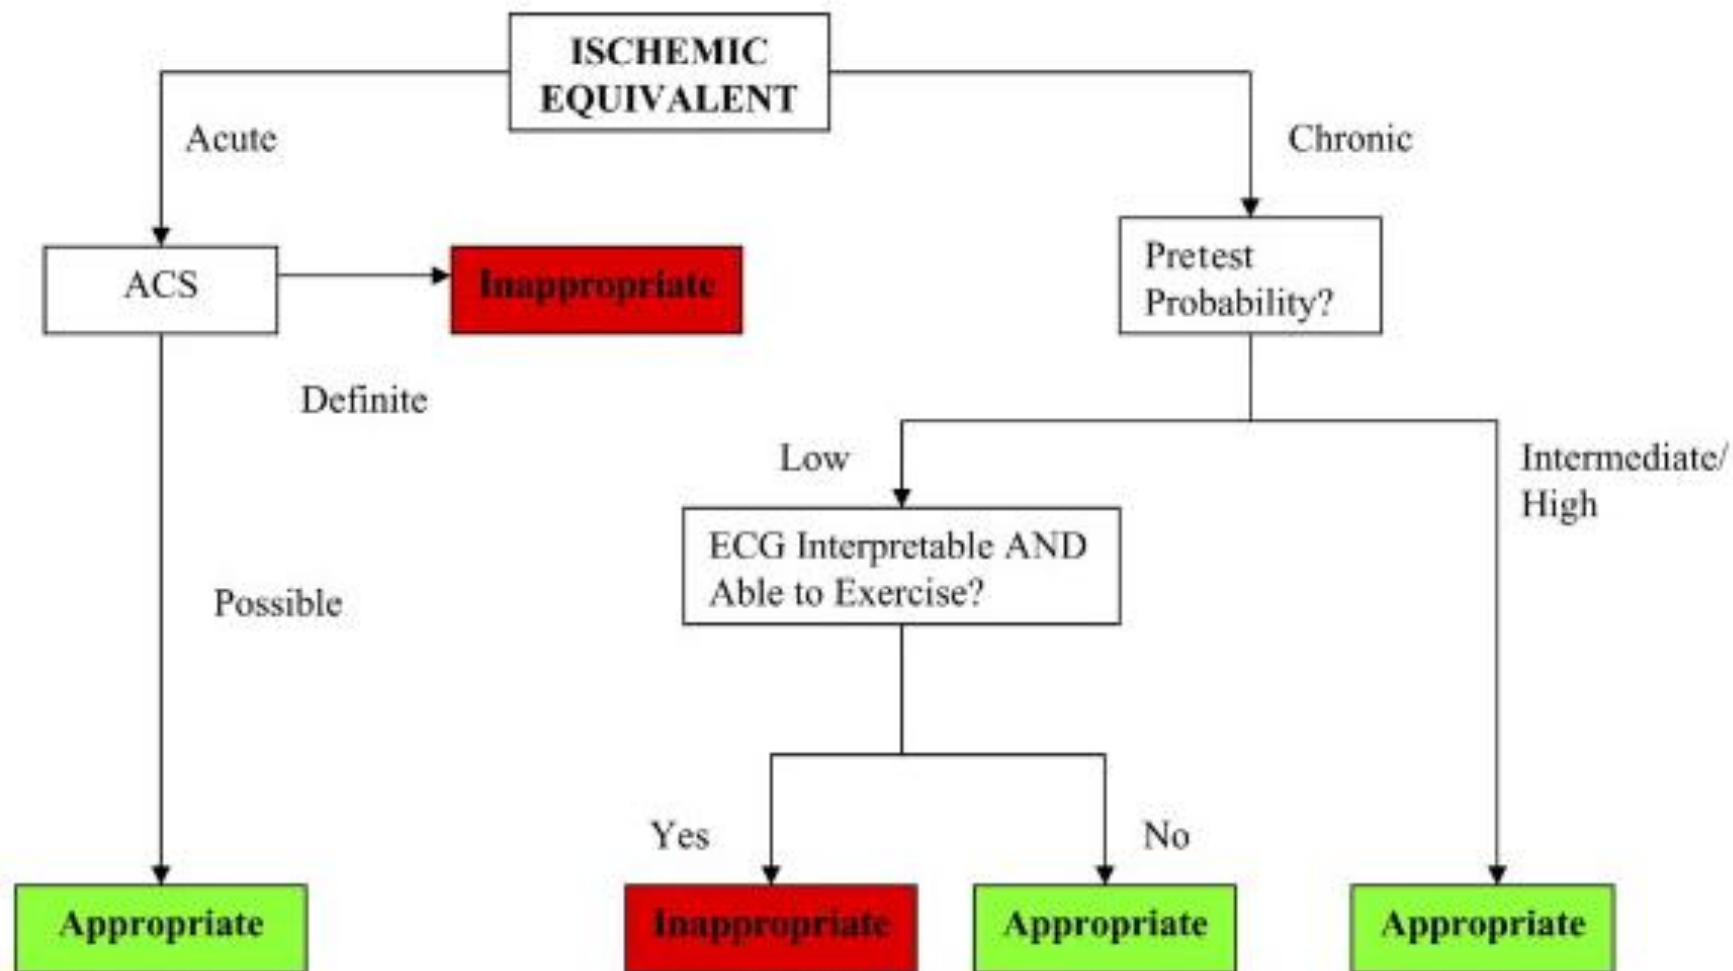 ISCHEMIC
EQUIVALENT
Acute
Chronic
ACS
Inappropriate
Pretest
Probability?
Definite
Low
Intermediate/
High
ECG Interpretable AND
Able to Exercise?
Possible
Yes
No
Appropriate
Inappropriate
Appropriate
Appropriate